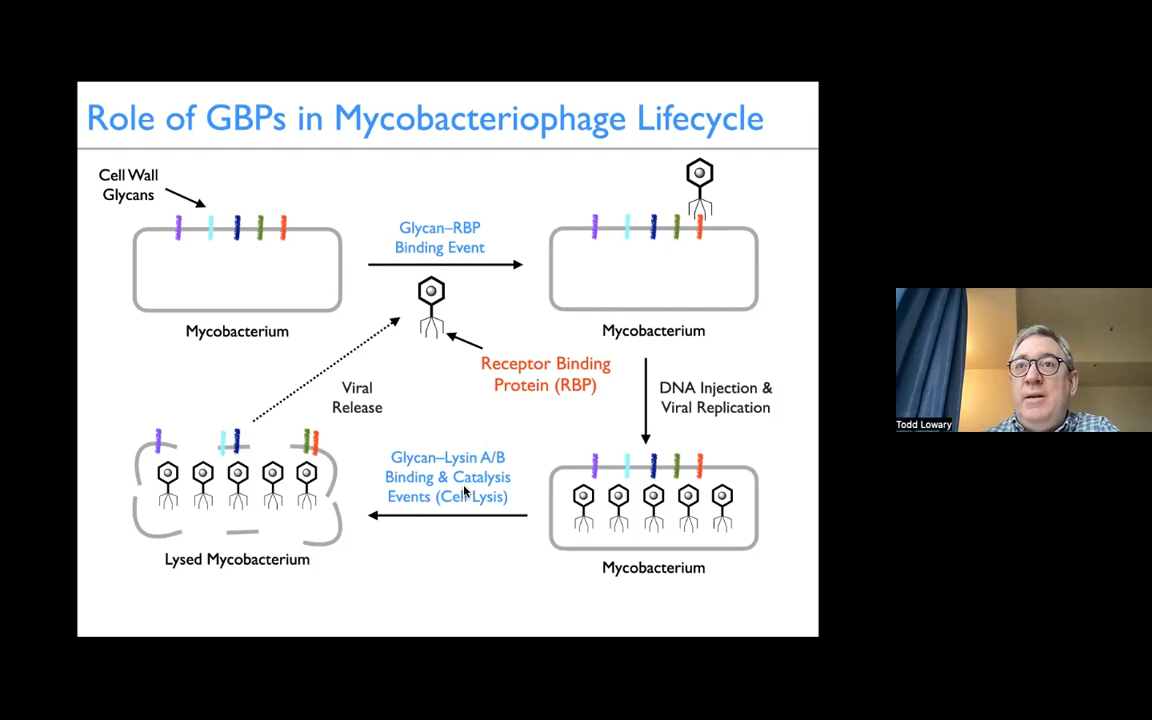 Role of GBPs in Mycobacteriophage Lifecycle
Cell Wall
Glycans
Glycan–RBP
Binding Event
Mycobacterium
Mycobacterium
Receptor Binding
Protein (RBP)
Viral
Release
DNA Injection &
Viral Replication
Glycan–Lysin A/B
Binding & Catalysis
Events (Cell Lysis)
Lysed Mycobacterium
Mycobacterium
Todd Lowary